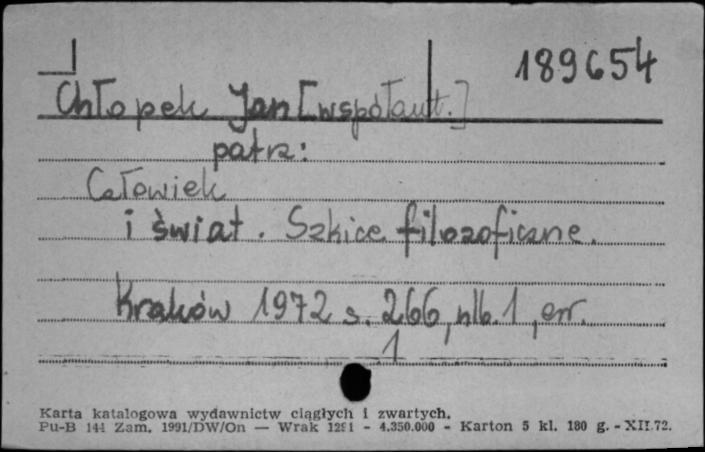 189654
Chłopek Jan [współaut.]
patrz:
Człowiek
i świat. Szkice filozoficzne.
Kraków 1972 s. 266, nlb. 1, err.
1
Karta katalogowa wydawnictw ciągłych i zwartych.
Pu-B 144 Zam. 1991/DW/On — Wrak 1291 - 4.350.000 - Karton 5 kl. 180 g. - XII.72.